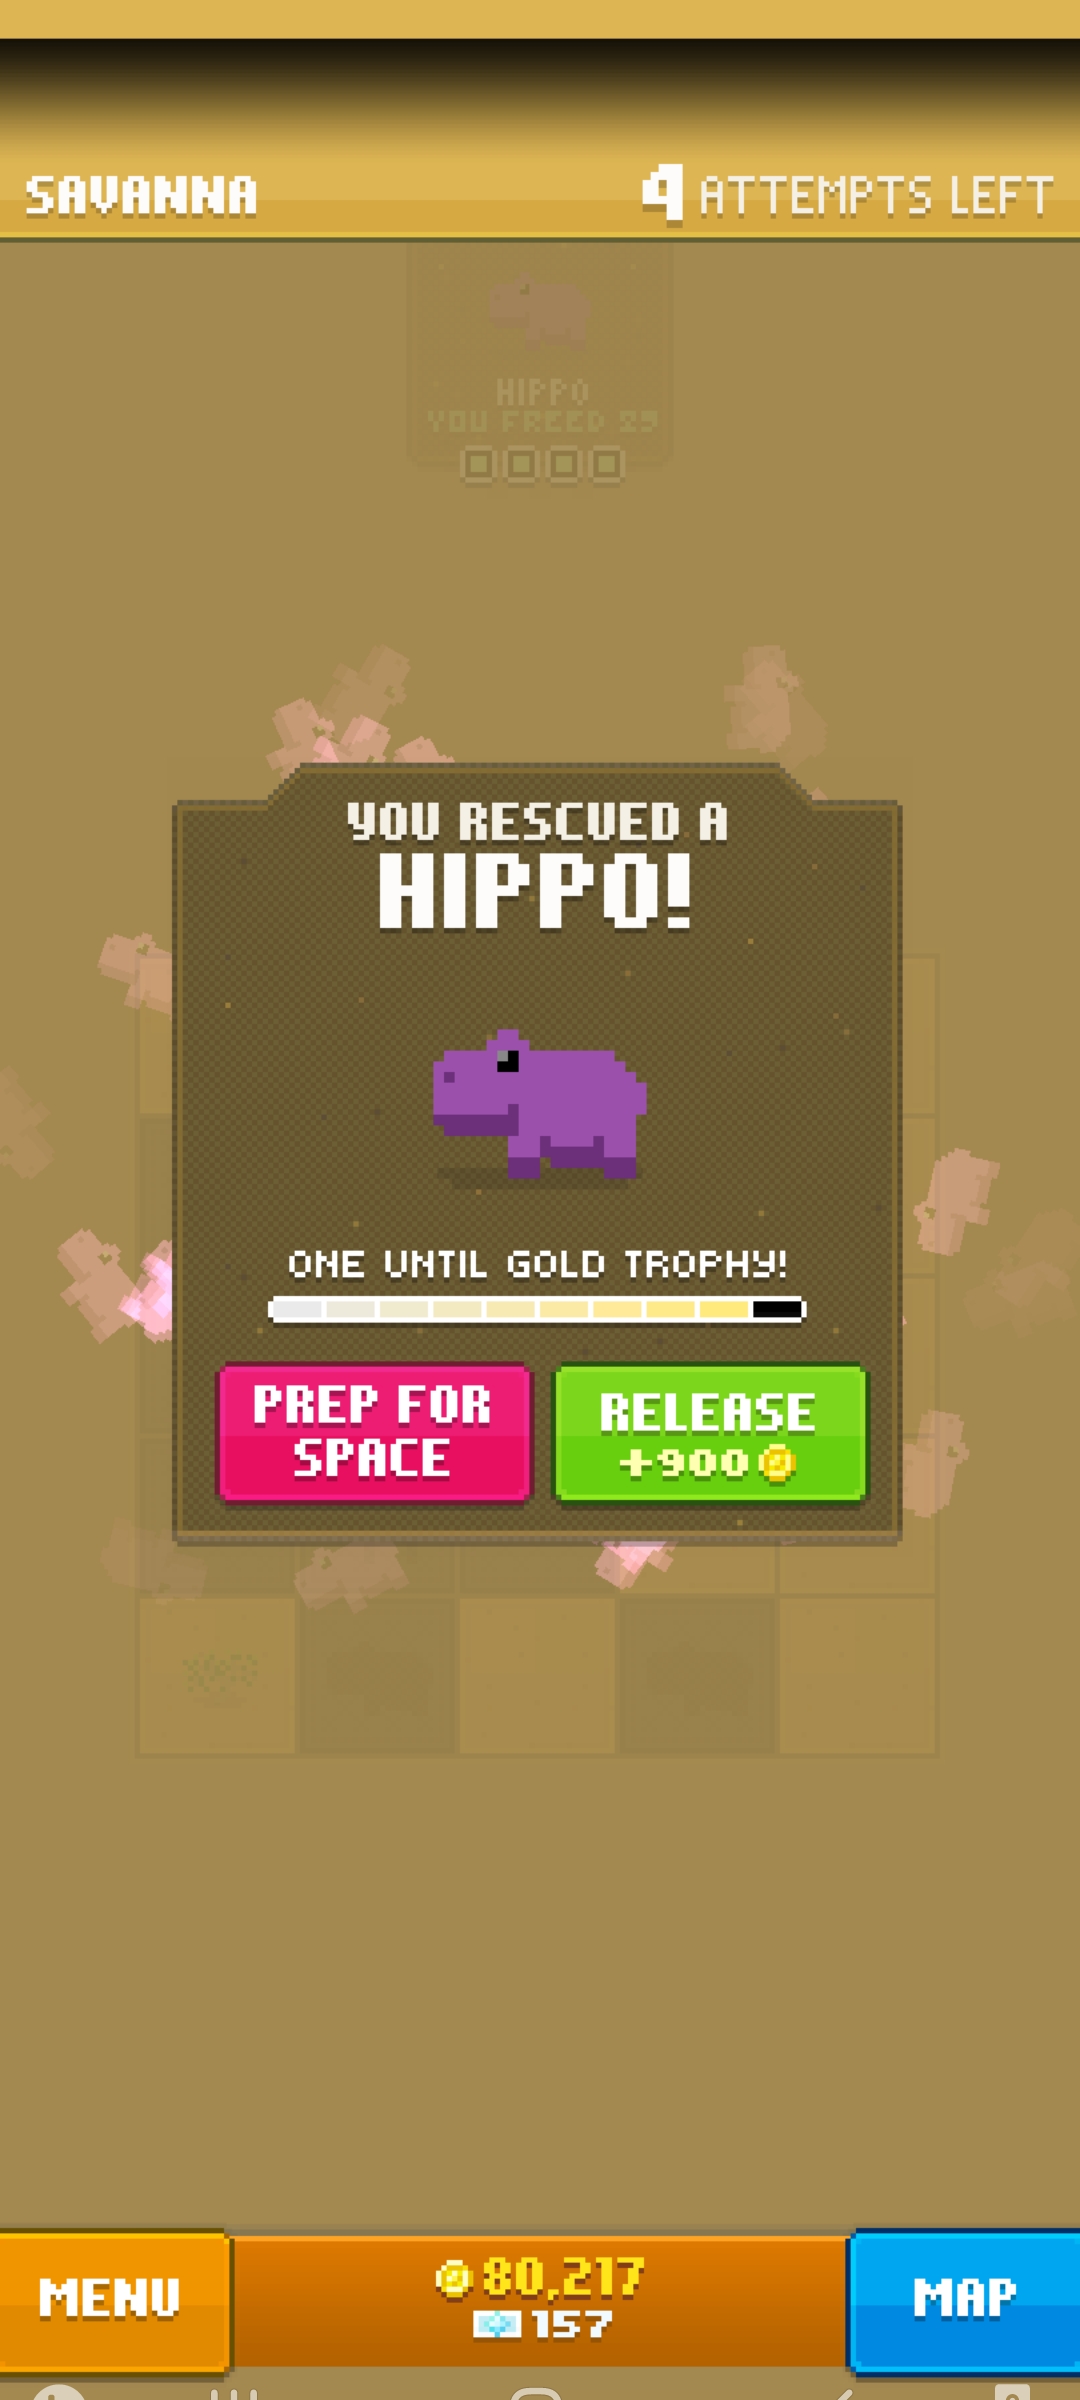 SAVANNA
4 ATTEMPTS LEFT
HIPPO
YOU FREED 89
YOU RESCUED A
HIPPO!
ONE UNTIL GOLD TROPHY!
PREP FOR
SPACE
RELEASE
+900
MENU
80,217
157
MAP